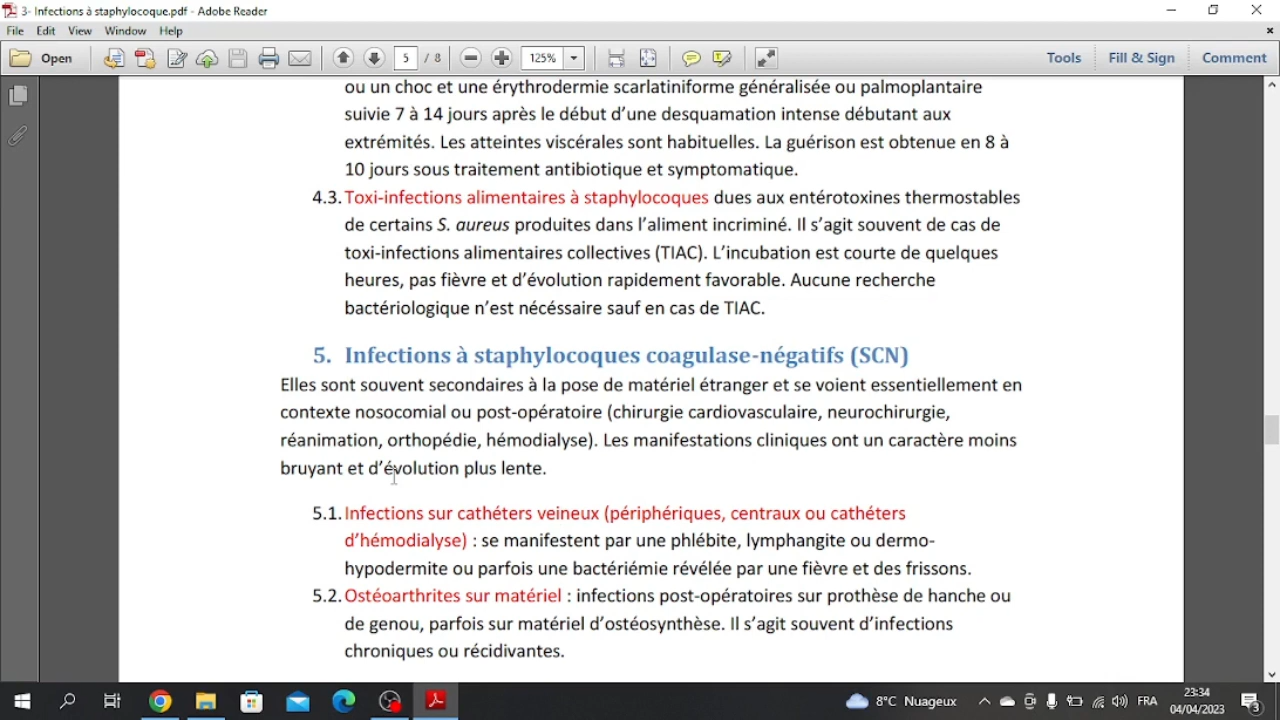 3- Infections à staphylocoque.pdf - Adobe Reader
File Edit View Window Help
Open 5 / 8 125% Tools Fill & Sign Comment
ou un choc et une érythrodermie scarlatiniforme généralisée ou palmoplantaire
suivie 7 à 14 jours après le début d’une desquamation intense débutant aux
extrémités. Les atteintes viscérales sont habituelles. La guérison est obtenue en 8 à
10 jours sous traitement antibiotique et symptomatique.
4.3. Toxi-infections alimentaires à staphylocoques dues aux entérotoxines thermostables
de certains S. aureus produites dans l’aliment incriminé. Il s’agit souvent de cas de
toxi-infections alimentaires collectives (TIAC). L’incubation est courte de quelques
heures, pas fièvre et d’évolution rapidement favorable. Aucune recherche
bactériologique n’est nécéssaire sauf en cas de TIAC.
5. Infections à staphylocoques coagulase-négatifs (SCN)
Elles sont souvent secondaires à la pose de matériel étranger et se voient essentiellement en
contexte nosocomial ou post-opératoire (chirurgie cardiovasculaire, neurochirurgie,
réanimation, orthopédie, hémodialyse). Les manifestations cliniques ont un caractère moins
bruyant et d’évolution plus lente.
5.1. Infections sur cathéters veineux (périphériques, centraux ou cathéters
d’hémodialyse) : se manifestent par une phlébite, lymphangite ou dermo-
hypodermite ou parfois une bactériémie révélée par une fièvre et des frissons.
5.2. Ostéoarthrites sur matériel : infections post-opératoires sur prothèse de hanche ou
de genou, parfois sur matériel d’ostéosynthèse. Il s’agit souvent d’infections
chroniques ou récidivantes.
8°C Nuageux FRA 23:34
04/04/2023 3